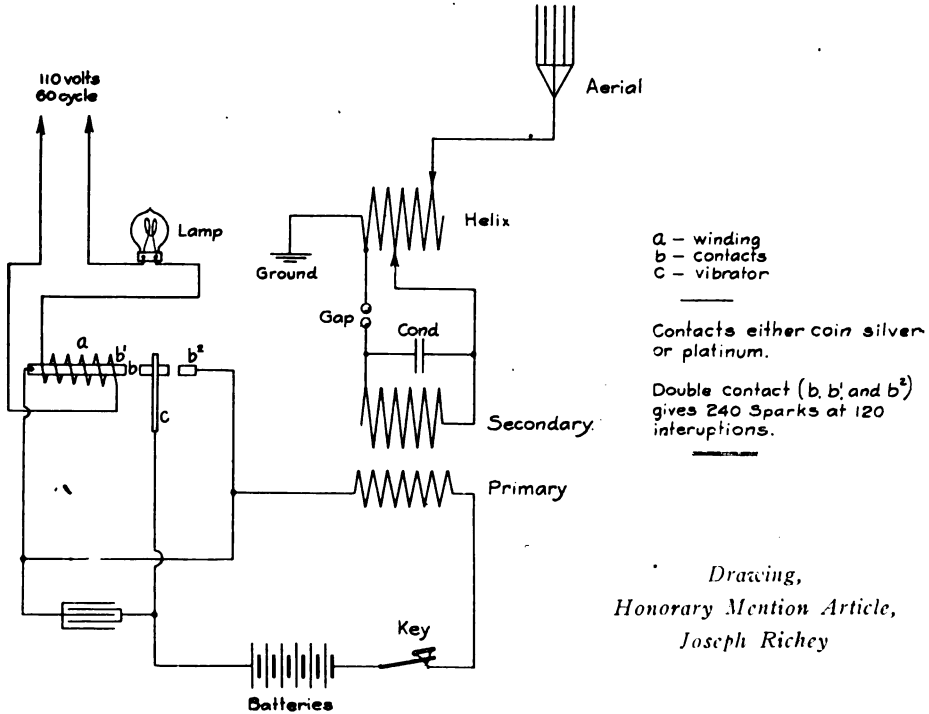 110 volts
60 cycle
Aerial
Lamp
Helix
Ground
a – winding
b – contacts
C – vibrator
Gap
Cond
Contacts either coin silver
or platinum.
a
b'
b
b²
C
Double contact (b, b', and b²)
gives 240 Sparks at 120
interuptions.
Secondary.
Primary
Drawing,
Honorary Mention Article,
Joseph Richey
Key
Batteries